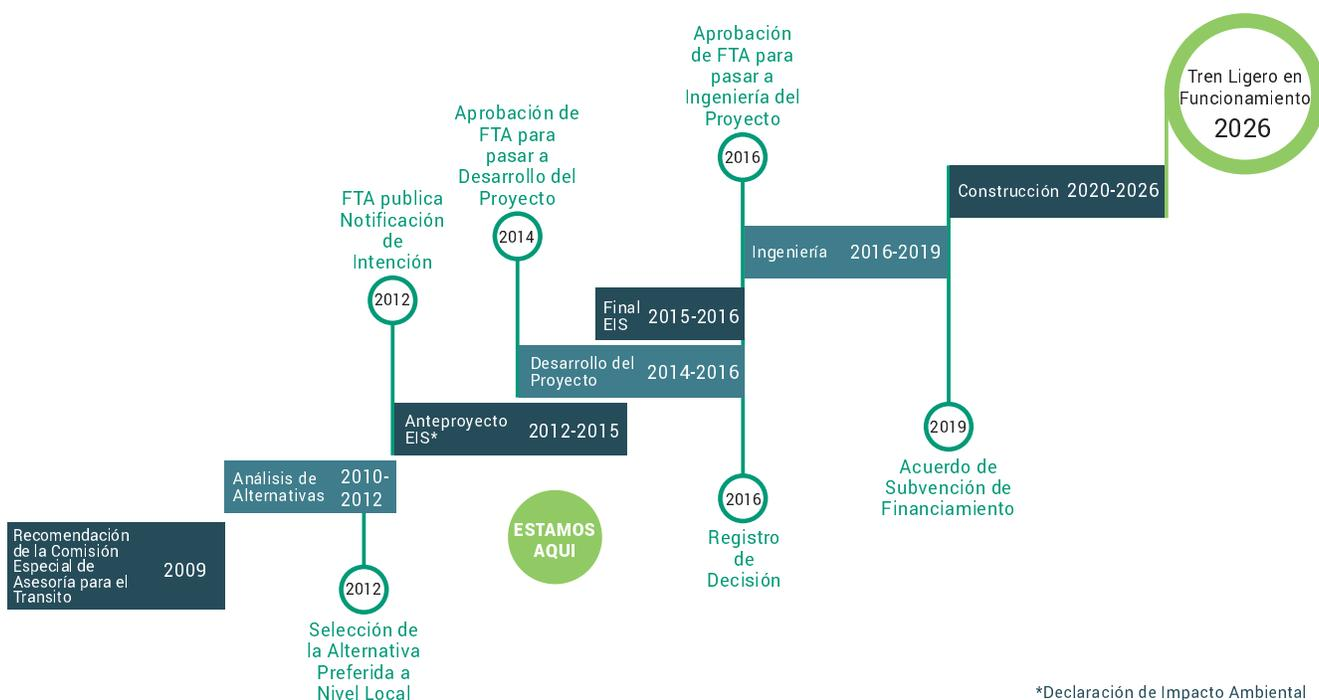 Aprobación
de FTA para
pasar a
Ingeniería del
Proyecto
2016
Tren Ligero en
Funcionamiento
2026
Aprobación de
FTA para
pasar a
Desarrollo del
Proyecto
2014
FTA publica
Notificación
de
Intención
2012
Construcción 2020-2026
Ingeniería 2016-2019
Final
EIS
2015-2016
Desarrollo del
Proyecto
2014-2016
Anteproyecto
EIS*
2012-2015
Análisis de
Alternativas
2010-
2012
Recomendación
de la Comisión
Especial de
Asesoría para el
Transito
2009
2012
Selección de
la Alternativa
Preferida a
Nivel Local
ESTAMOS
AQUI
2016
Registro
de
Decisión
2019
Acuerdo de
Subvención de
Financiamiento
*Declaración de Impacto Ambiental